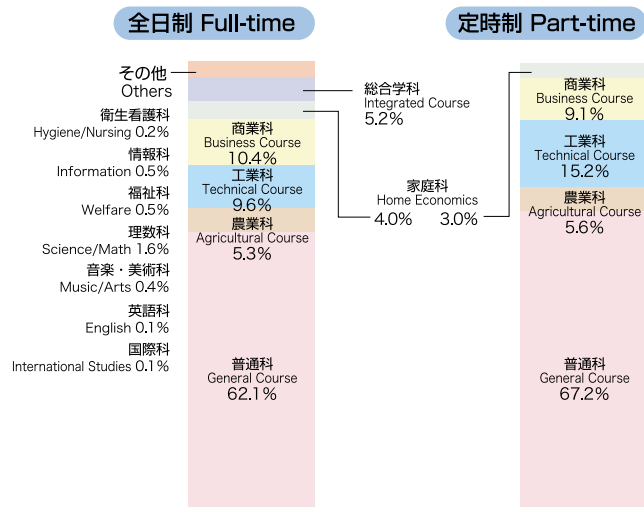 全日制 Full-time
その他
Others
衛生看護科
Hygiene/Nursing 0.2%
情報科
Information 0.5%
福祉科
Welfare 0.5%
理数科
Science/Math 1.6%
音楽・美術科
Music/Arts 0.4%
英語科
English 0.1%
国際科
International Studies 0.1%
商業科
Business Course
10.4%
工業科
Technical Course
9.6%
農業科
Agricultural Course
5.3%
普通科
General Course
62.1%
総合学科
Integrated Course
5.2%
家庭科
Home Economics
4.0% 3.0%
定時制 Part-time
商業科
Business Course
9.1%
工業科
Technical Course
15.2%
農業科
Agricultural Course
5.6%
普通科
General Course
67.2%